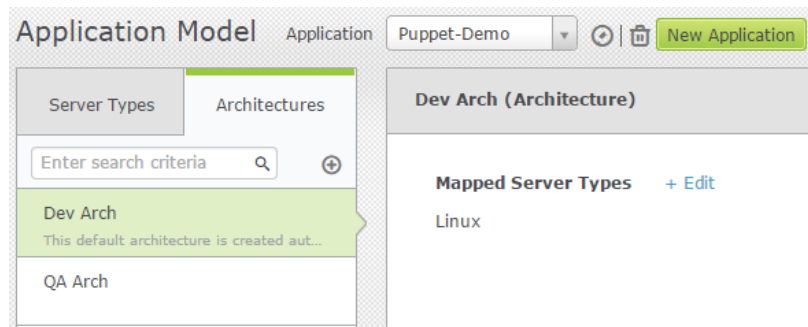 Application Model Application Puppet-Demo New Application
Server Types Architectures
Enter search criteria
Dev Arch
This default architecture is created aut...
QA Arch
Dev Arch (Architecture)
Mapped Server Types + Edit
Linux